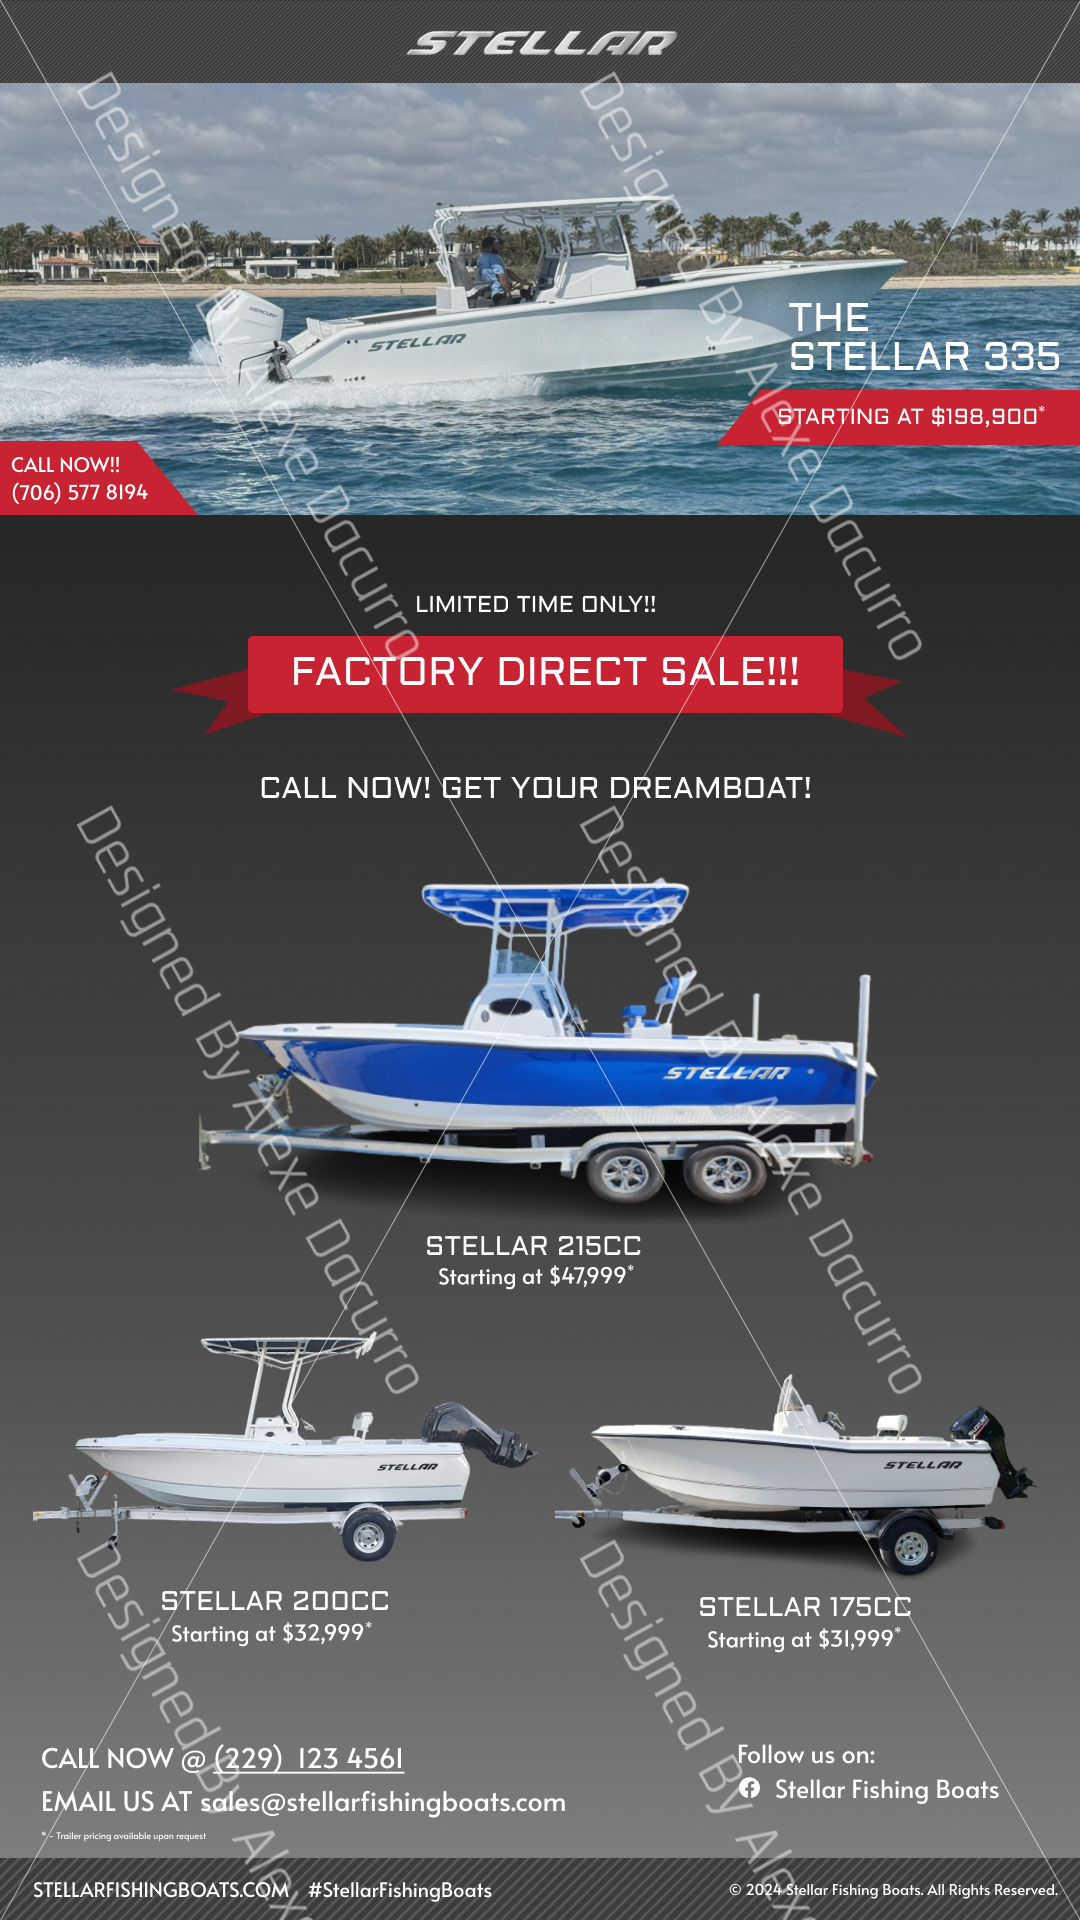 STELLAR
MERCURY
STELLAR
THE
STELLAR 335
STARTING AT $198,900*
CALL NOW!!
(706) 577 8194
LIMITED TIME ONLY!!
FACTORY DIRECT SALE!!!
CALL NOW! GET YOUR DREAMBOAT!
STELLAR
STELLAR 215CC
Starting at $47,999*
STELLAR
STELLAR 200CC
Starting at $32,999*
SUZUKI
STELLAR
STELLAR 175CC
Starting at $31,999*
CALL NOW @ (229) 123 4561
EMAIL US AT sales@stellarfishingboats.com
* - Trailer pricing available upon request
Follow us on:
Stellar Fishing Boats
STELLARFISHINGBOATS.COM #StellarFishingBoats
© 2024 Stellar Fishing Boats. All Rights Reserved.
Designed By Alexe Dacurro
Designed By Alexe Dacurro
Designed By Alexe Dacurro
Designed By Alexe Dacurro
Designed By Alexe
Designed By Alexe